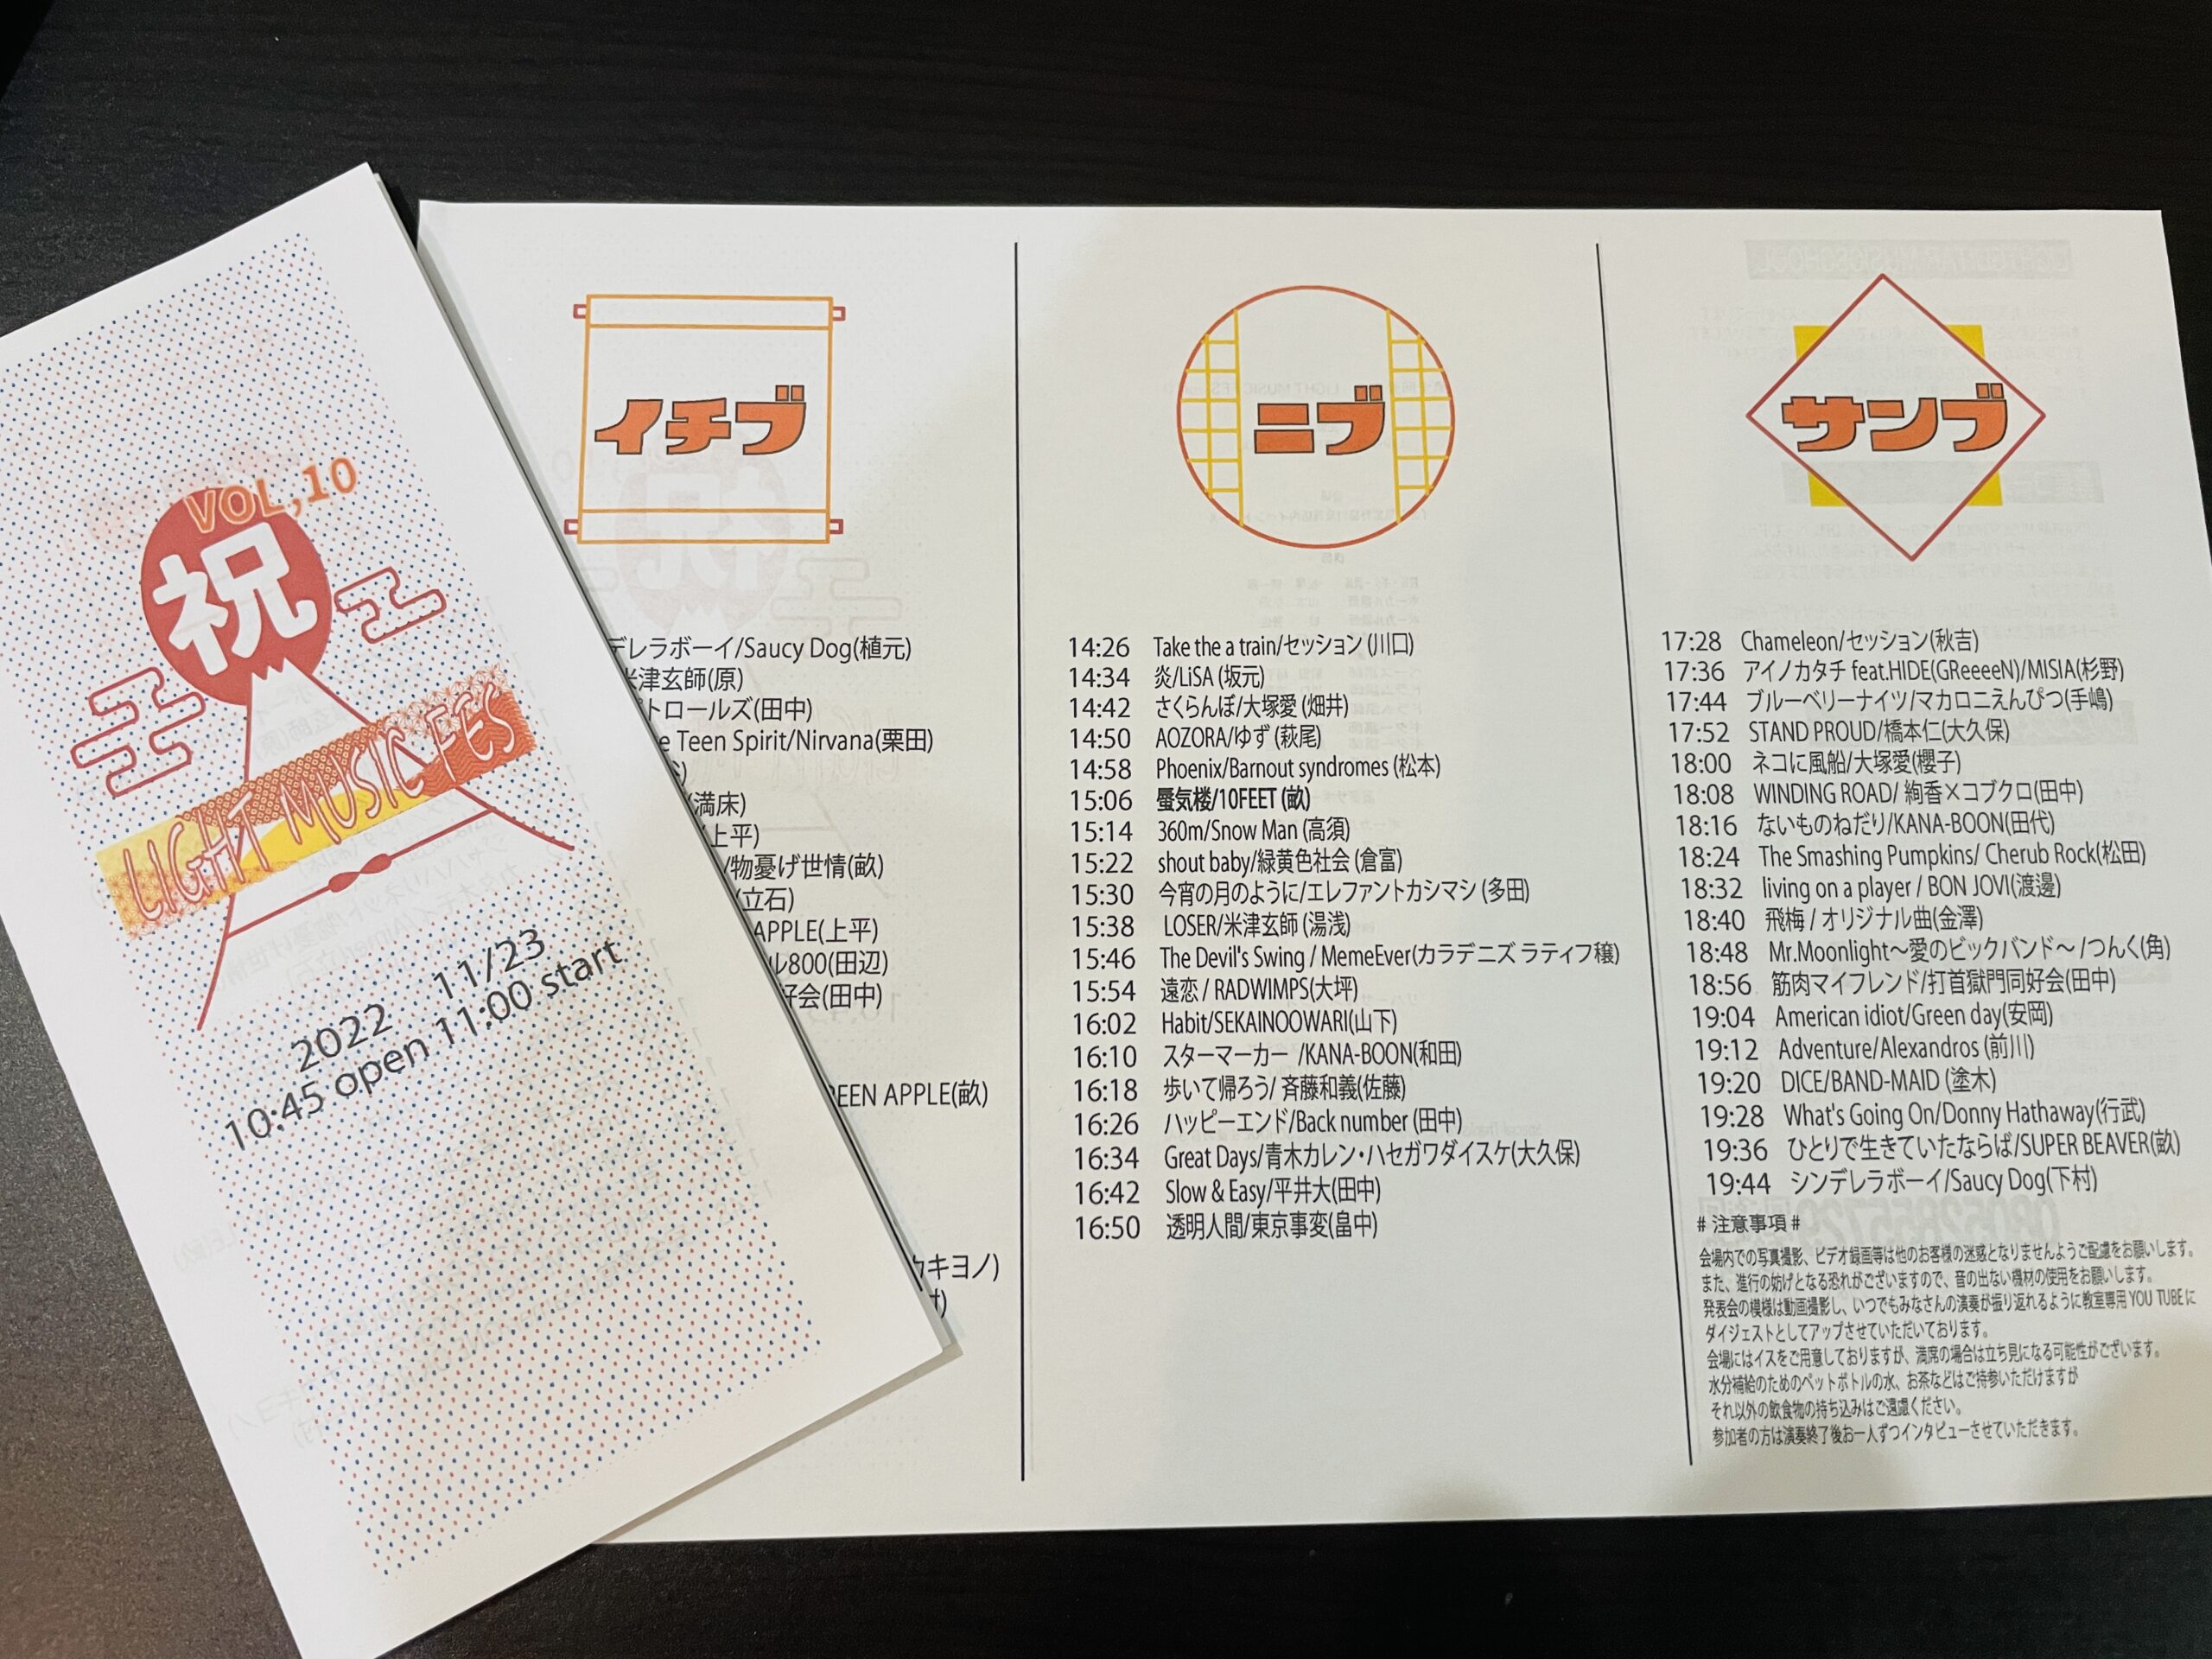 VOL,10
祝
LIGHT MUSIC FES
2022 11/23
10:45 open 11:00 start
イチブ
デレラボーイ/Saucy Dog(植元)
米津玄師(原)
トロールズ(田中)
Teen Spirit/Nirvana(栗田)
(満床)
上平)
/物憂げ世情(畝)
(立石)
APPLE(上平)
ル800(田辺)
好会(田中)
EEN APPLE(畝)
キヨノ)
ニブ
14:26 Take the a train/セッション (川口)
14:34 炎/LiSA (坂元)
14:42 さくらんぼ/大塚愛 (畑井)
14:50 AOZORA/ゆず (萩尾)
14:58 Phoenix/Barnout syndromes (松本)
15:06 蜃気楼/10FEET (畝)
15:14 360m/Snow Man (高須)
15:22 shout baby/緑黄色社会 (倉富)
15:30 今宵の月のように/エレファントカシマシ (多田)
15:38 LOSER/米津玄師 (湯浅)
15:46 The Devil's Swing / MemeEver(カラデニズ ラティフ穣)
15:54 遠恋 / RADWIMPS(大坪)
16:02 Habit/SEKAINOOWARI(山下)
16:10 スターマーカー /KANA-BOON(和田)
16:18 歩いて帰ろう/ 斉藤和義(佐藤)
16:26 ハッピーエンド/Back number (田中)
16:34 Great Days/青木カレン・ハセガワダイスケ(大久保)
16:42 Slow & Easy/平井大(田中)
16:50 透明人間/東京事変(畠中)
サンブ
17:28 Chameleon/セッション(秋吉)
17:36 アイノカタチ feat.HIDE(GReeeeN)/MISIA(杉野)
17:44 ブルーベリーナイツ/マカロニえんぴつ(手嶋)
17:52 STAND PROUD/橋本仁(大久保)
18:00 ネコに風船/大塚愛(櫻子)
18:08 WINDING ROAD/ 絢香×コブクロ(田中)
18:16 ないものねだり/KANA-BOON(田代)
18:24 The Smashing Pumpkins/ Cherub Rock(松田)
18:32 living on a player / BON JOVI(渡邊)
18:40 飛梅 / オリジナル曲(金澤)
18:48 Mr.Moonlight～愛のビックバンド～ /つんく(角)
18:56 筋肉マイフレンド/打首獄門同好会(田中)
19:04 American idiot/Green day(安岡)
19:12 Adventure/Alexandros (前川)
19:20 DICE/BAND-MAID (塗木)
19:28 What's Going On/Donny Hathaway(行武)
19:36 ひとりで生きていたならば/SUPER BEAVER(畝)
19:44 シンデレラボーイ/Saucy Dog(下村)
# 注意事項 #
会場内での写真撮影、ビデオ録画等は他のお客様の迷惑となりませんようご配慮をお願いします。
また、進行の妨げとなる恐れがございますので、音の出ない機材の使用をお願いします。
発表会の模様は動画撮影し、いつでもみなさんの演奏が振り返れるように教室専用 YOU TUBE に
ダイジェストとしてアップさせていただいております。
会場にはイスをご用意しておりますが、満席の場合は立ち見になる可能性がございます。
水分補給のためのペットボトルの水、お茶などはご持参いただけますが
それ以外の飲食物の持ち込みはご遠慮ください。
参加者の方は演奏終了後お一人ずつインタビューさせていただきます。